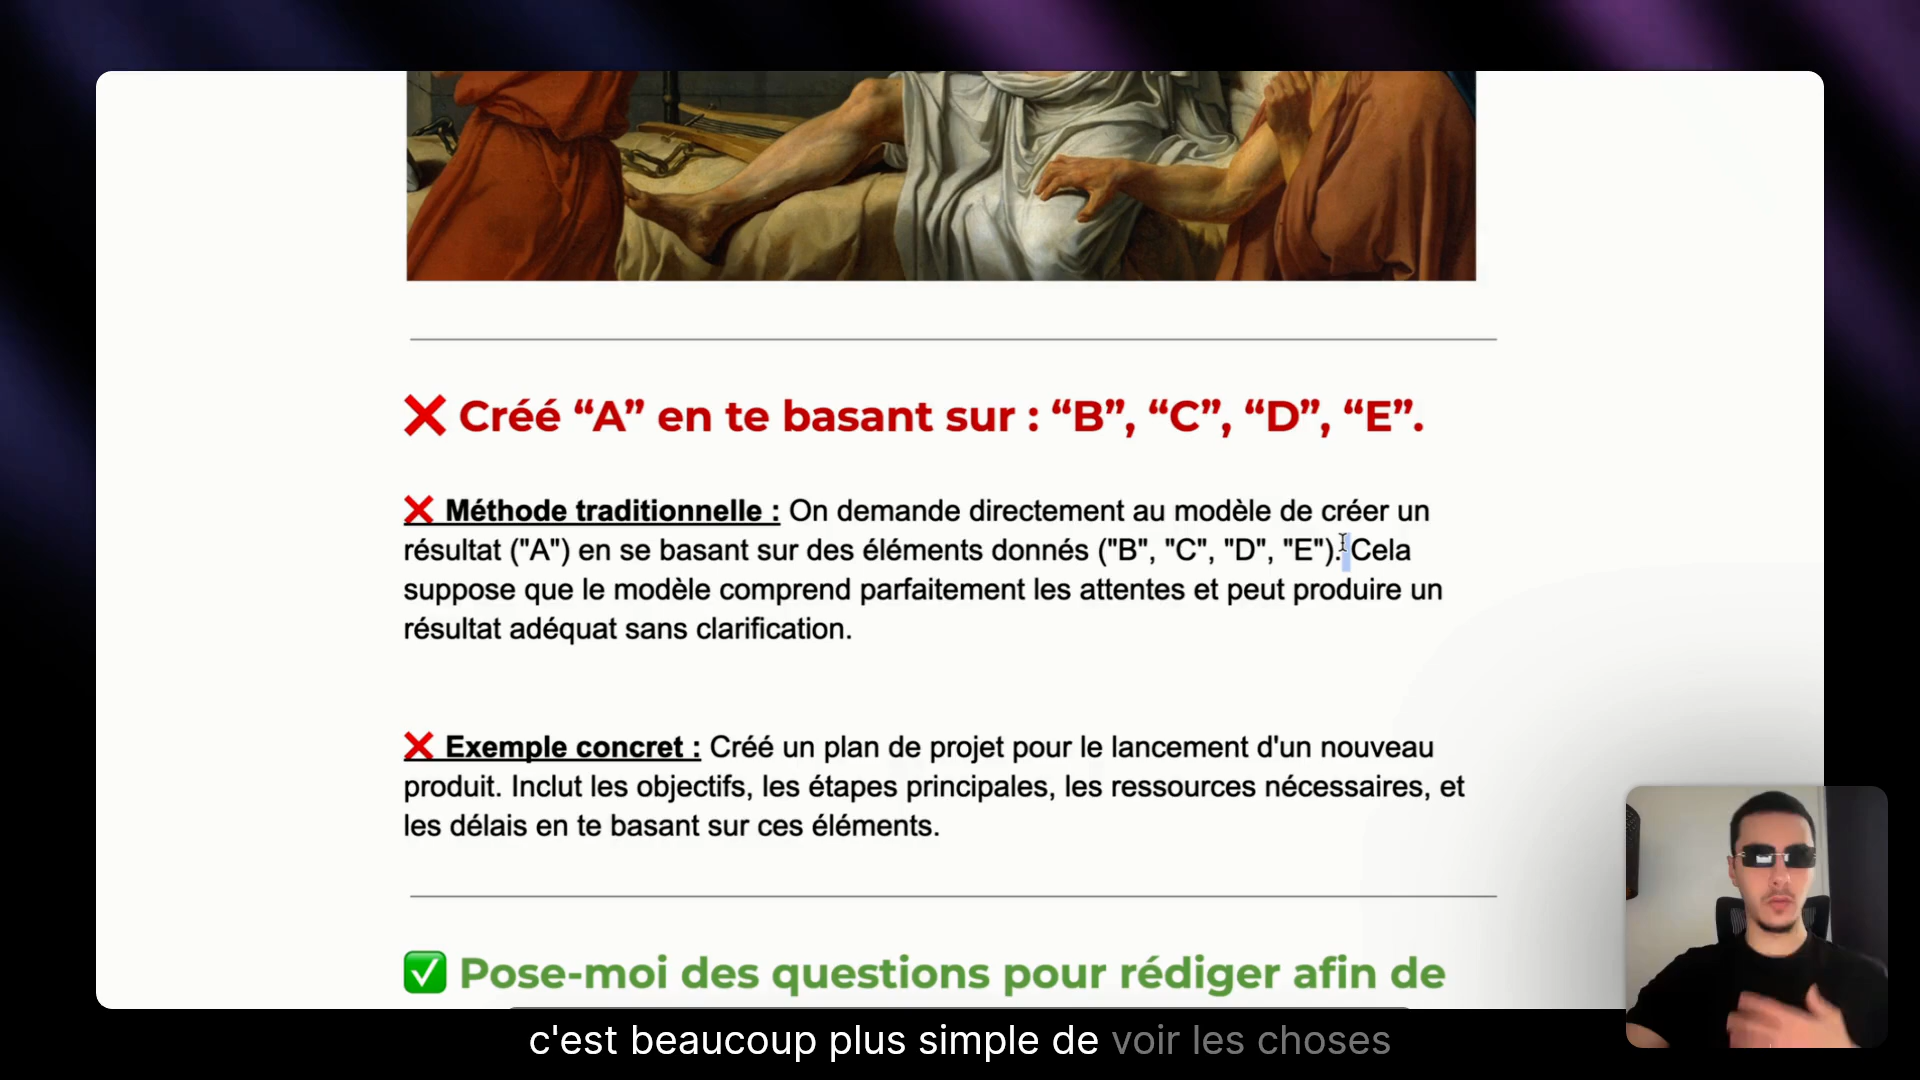 ❌ Créé “A” en te basant sur : “B”, “C”, “D”, “E”.
❌ Méthode traditionnelle : On demande directement au modèle de créer un
résultat ("A") en se basant sur des éléments donnés ("B", "C", "D", "E"). Cela
suppose que le modèle comprend parfaitement les attentes et peut produire un
résultat adéquat sans clarification.
❌ Exemple concret : Créé un plan de projet pour le lancement d'un nouveau
produit. Inclut les objectifs, les étapes principales, les ressources nécessaires, et
les délais en te basant sur ces éléments.
✅ Pose-moi des questions pour rédiger afin de
c'est beaucoup plus simple de voir les choses